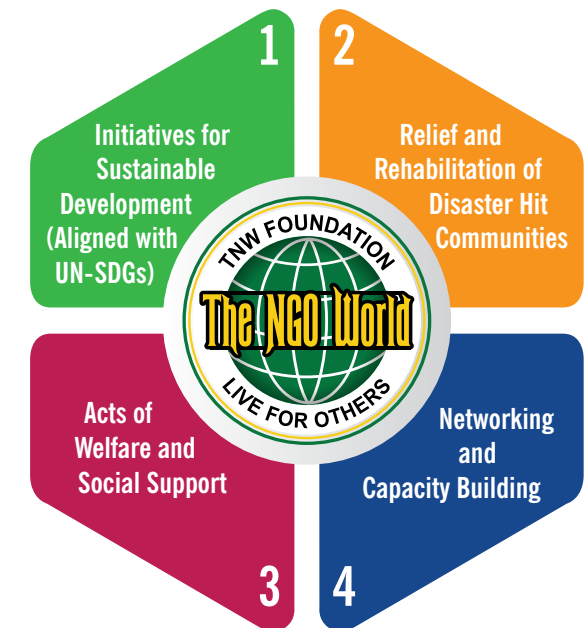 1
Initiatives for
Sustainable
Development
(Aligned with
UN-SDGs)
2
Relief and
Rehabilitation of
Disaster Hit
Communities
TNW FOUNDATION
The NGO World
LIVE FOR OTHERS
Acts of
Welfare and
Social Support
3
Networking
and
Capacity Building
4